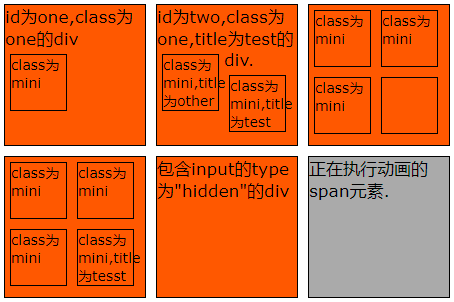 id为one,class为
one的div
class为
mini
id为two,class为
one,title为test的
div.
class为
mini,title
为other
class为
mini,title
为test
class为
mini
class为
mini
class为
mini
class为
mini
class为
mini
class为
mini
class为
mini,title
为tesst
包含input的type
为"hidden"的div
正在执行动画的
span元素.